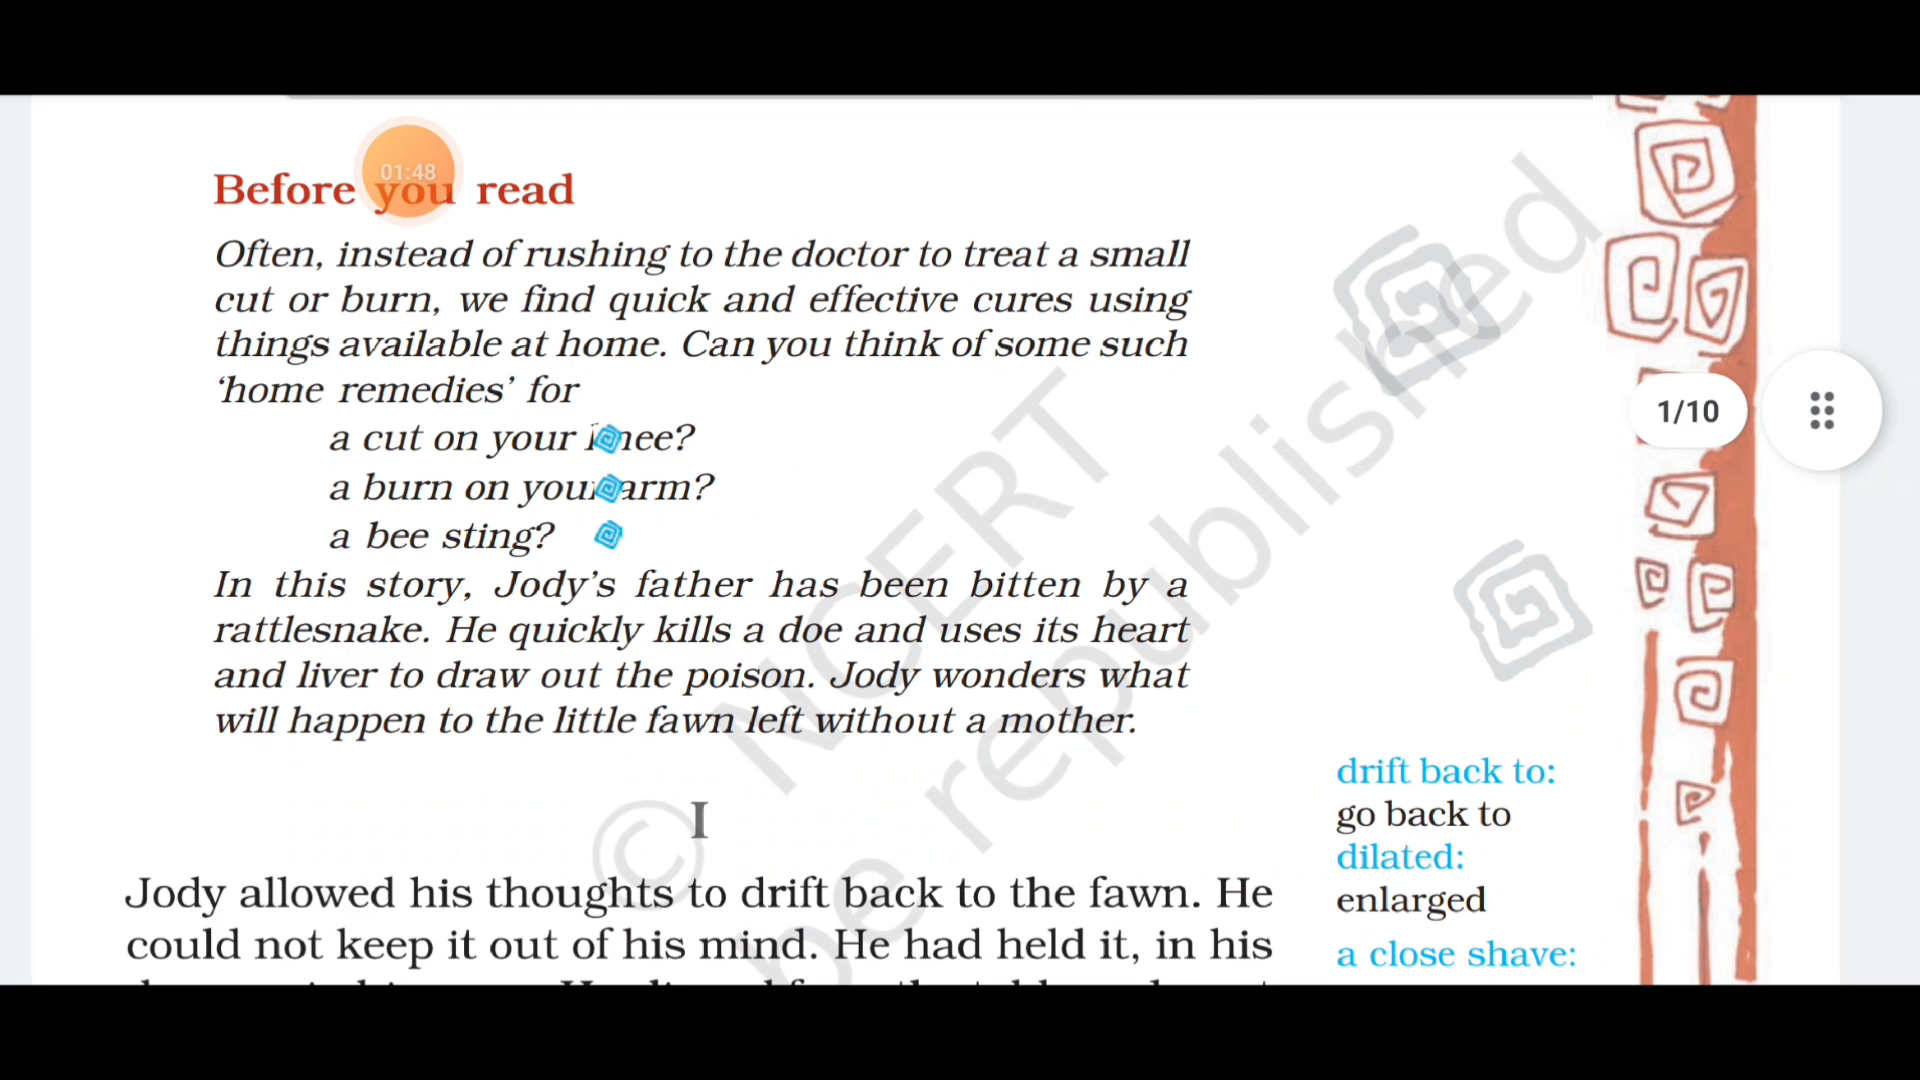 01:48
Before you read
Often, instead of rushing to the doctor to treat a small
cut or burn, we find quick and effective cures using
things available at home. Can you think of some such
‘home remedies’ for
a cut on your knee?
a burn on your arm?
a bee sting?
In this story, Jody’s father has been bitten by a
rattlesnake. He quickly kills a doe and uses its heart
and liver to draw out the poison. Jody wonders what
will happen to the little fawn left without a mother.
I
Jody allowed his thoughts to drift back to the fawn. He
could not keep it out of his mind. He had held it, in his
drift back to:
go back to
dilated:
enlarged
a close shave:
1/10
© NCERT
be republished